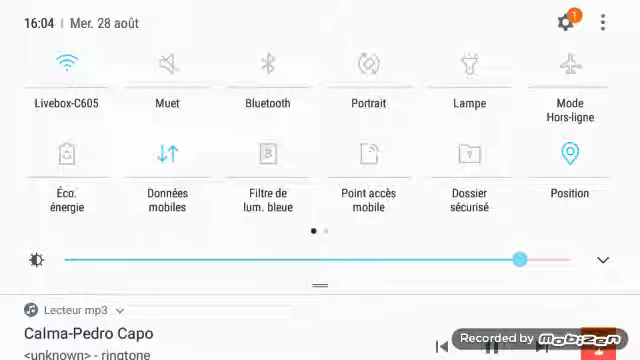 16:04 | Mer. 28 août
1
Livebox-C605 Muet Bluetooth Portrait Lampe Mode
Hors-ligne
Éco. Données Filtre de Point accès Dossier Position
énergie mobiles lum. bleue mobile sécurisé
Lecteur mp3
Calma-Pedro Capo
<unknown> - ringtone
Recorded by Mobizen